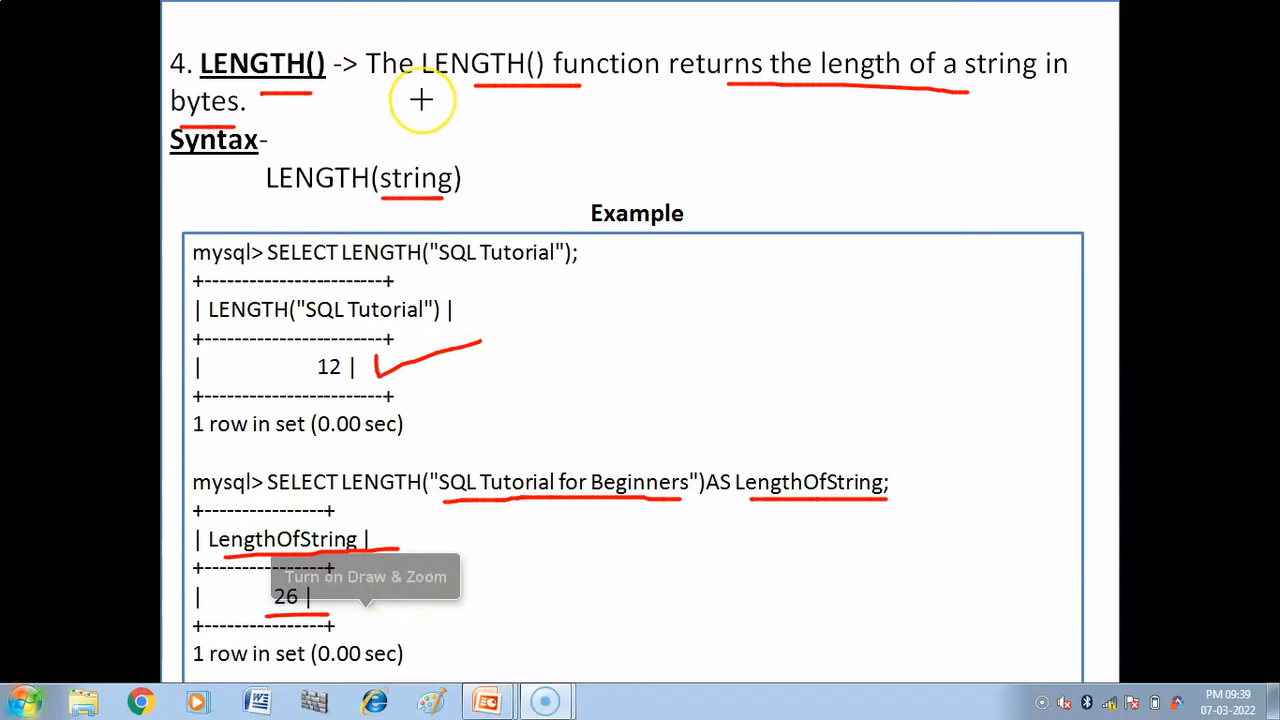 4. LENGTH() -> The LENGTH() function returns the length of a string in
bytes.
Syntax-
LENGTH(string)
Example
mysql> SELECT LENGTH("SQL Tutorial");
+------------------------+
| LENGTH("SQL Tutorial") |
+------------------------+
| 12 |
+------------------------+
1 row in set (0.00 sec)
mysql> SELECT LENGTH("SQL Tutorial for Beginners")AS LengthOfString;
+----------------+
| LengthOfString |
+----------------+
Turn on Draw & Zoom
| 26 |
+----------------+
1 row in set (0.00 sec)
PM 09:39
07-03-2022